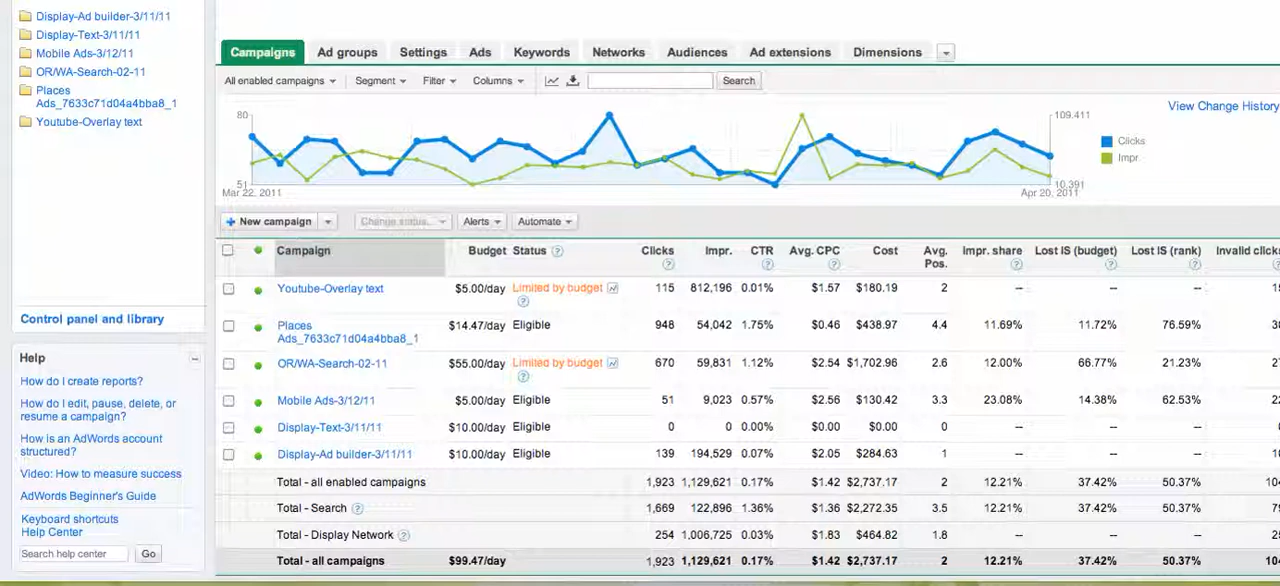 Display-Ad builder-3/11/11
Display-Text-3/11/11
Mobile Ads-3/12/11
OR/WA-Search-02-11
Places
Ads_7633c71d04a4bba8_1
Youtube-Overlay text
Control panel and library
Help
How do I create reports?
How do I edit, pause, delete, or
resume a campaign?
How is an AdWords account
structured?
Video: How to measure success
AdWords Beginner's Guide
Keyboard shortcuts
Help Center
Search help center Go
Campaigns Ad groups Settings Ads Keywords Networks Audiences Ad extensions Dimensions
All enabled campaigns Segment Filter Columns Search
View Change History
80 109,411
Clicks
Impr.
51 10,391
Mar 22, 2011 Apr 20, 2011
+ New campaign Change status... Alerts Automate
Campaign Budget Status ? Clicks ? Impr. CTR ? Avg. CPC ? Cost Avg. Pos. Impr. share ? Lost IS (budget) ? Lost IS (rank) ? Invalid
Youtube-Overlay text $5.00/day Limited by budget ? 115 812,196 0.01% $1.57 $180.19 2 -- -- --
Places Ads_7633c71d04a4bba8_1 $14.47/day Eligible 948 54,042 1.75% $0.46 $438.97 4.4 11.69% 11.72% 76.59%
OR/WA-Search-02-11 $55.00/day Limited by budget ? 670 59,831 1.12% $2.54 $1,702.96 2.6 12.00% 66.77% 21.23%
Mobile Ads-3/12/11 $5.00/day Eligible 51 9,023 0.57% $2.56 $130.42 3.3 23.08% 14.38% 62.53%
Display-Text-3/11/11 $10.00/day Eligible 0 0 0.00% $0.00 $0.00 0 -- -- --
Display-Ad builder-3/11/11 $10.00/day Eligible 139 194,529 0.07% $2.05 $284.63 1 -- -- --
Total - all enabled campaigns 1,923 1,129,621 0.17% $1.42 $2,737.17 2 12.21% 37.42% 50.37%
Total - Search ? 1,669 122,896 1.36% $1.36 $2,272.35 3.5 12.21% 37.42% 50.37%
Total - Display Network ? 254 1,006,725 0.03% $1.83 $464.82 1.8 -- -- --
Total - all campaigns $99.47/day 1,923 1,129,621 0.17% $1.42 $2,737.17 2 12.21% 37.42% 50.37%